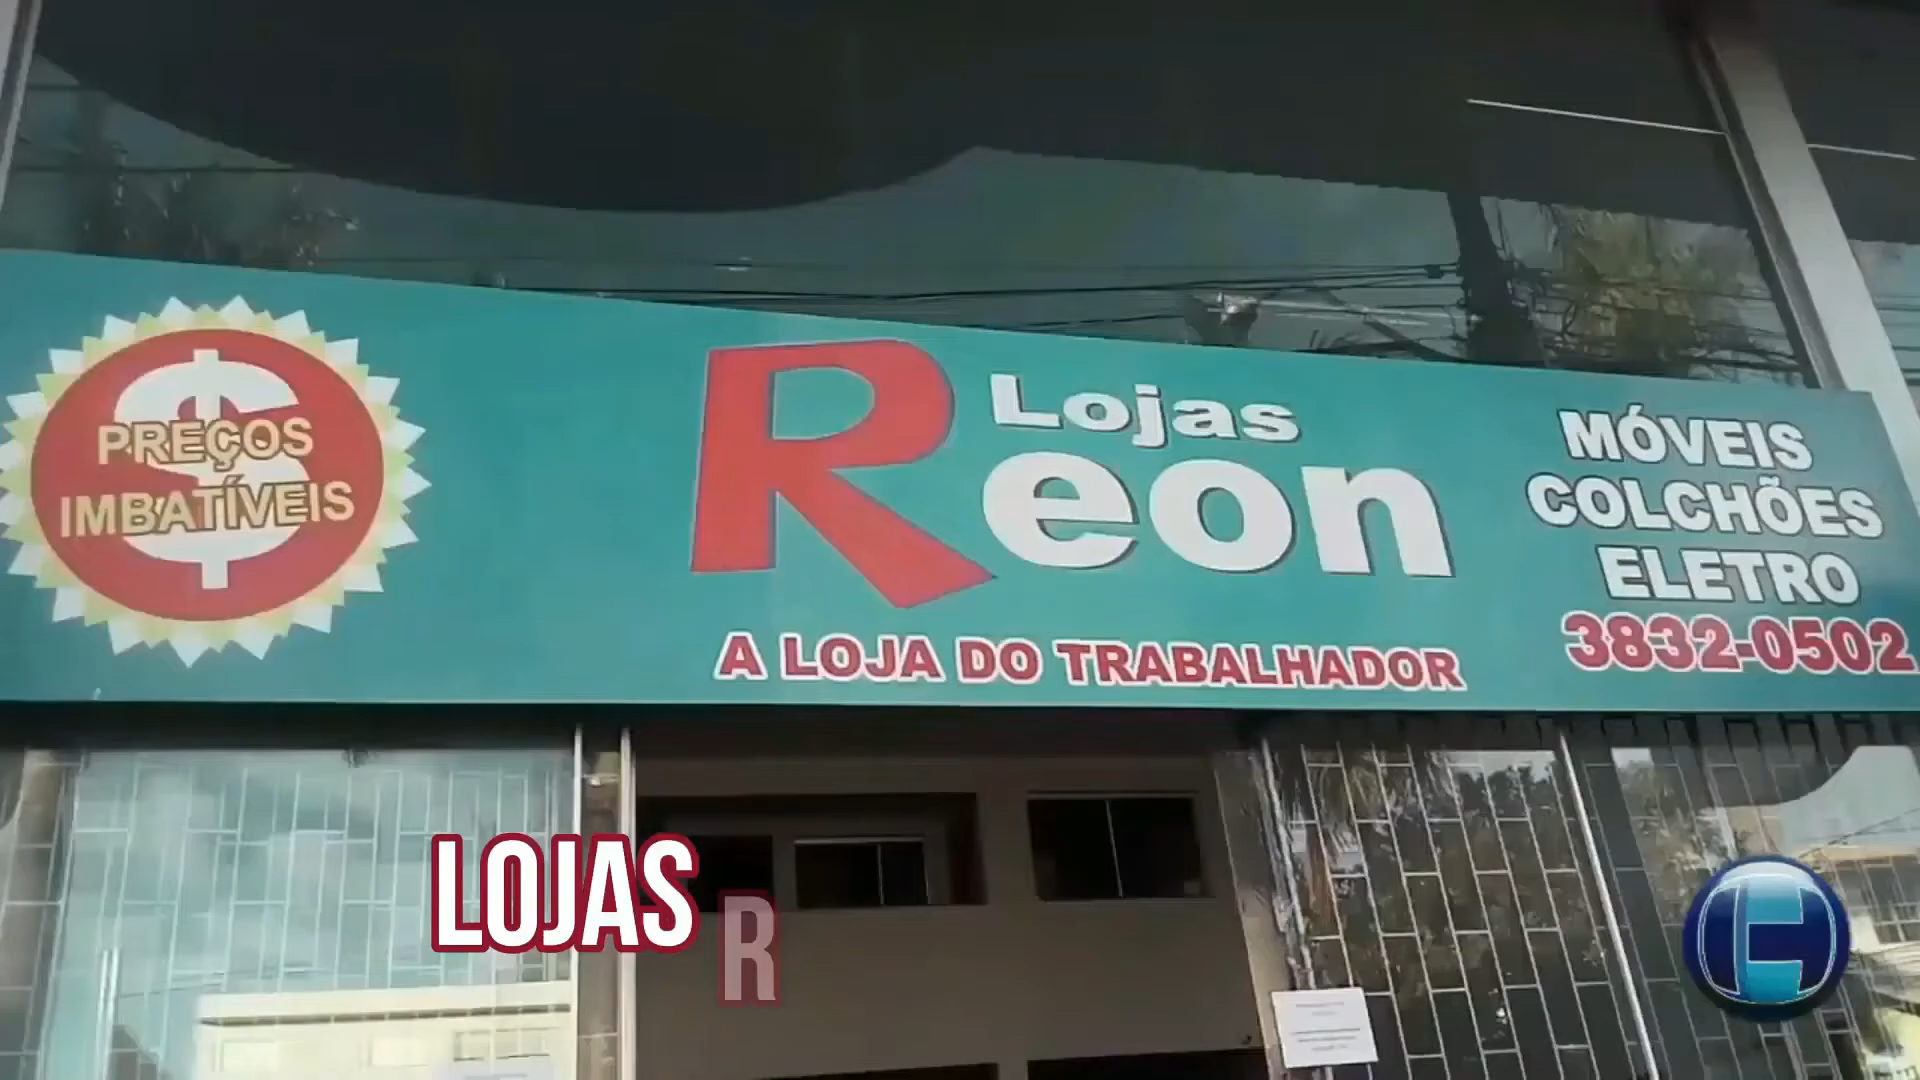 PREÇOS
IMBATÍVEIS
Lojas
Reon
A LOJA DO TRABALHADOR
MÓVEIS
COLCHÕES
ELETRO
3832-0502
LOJAS
R